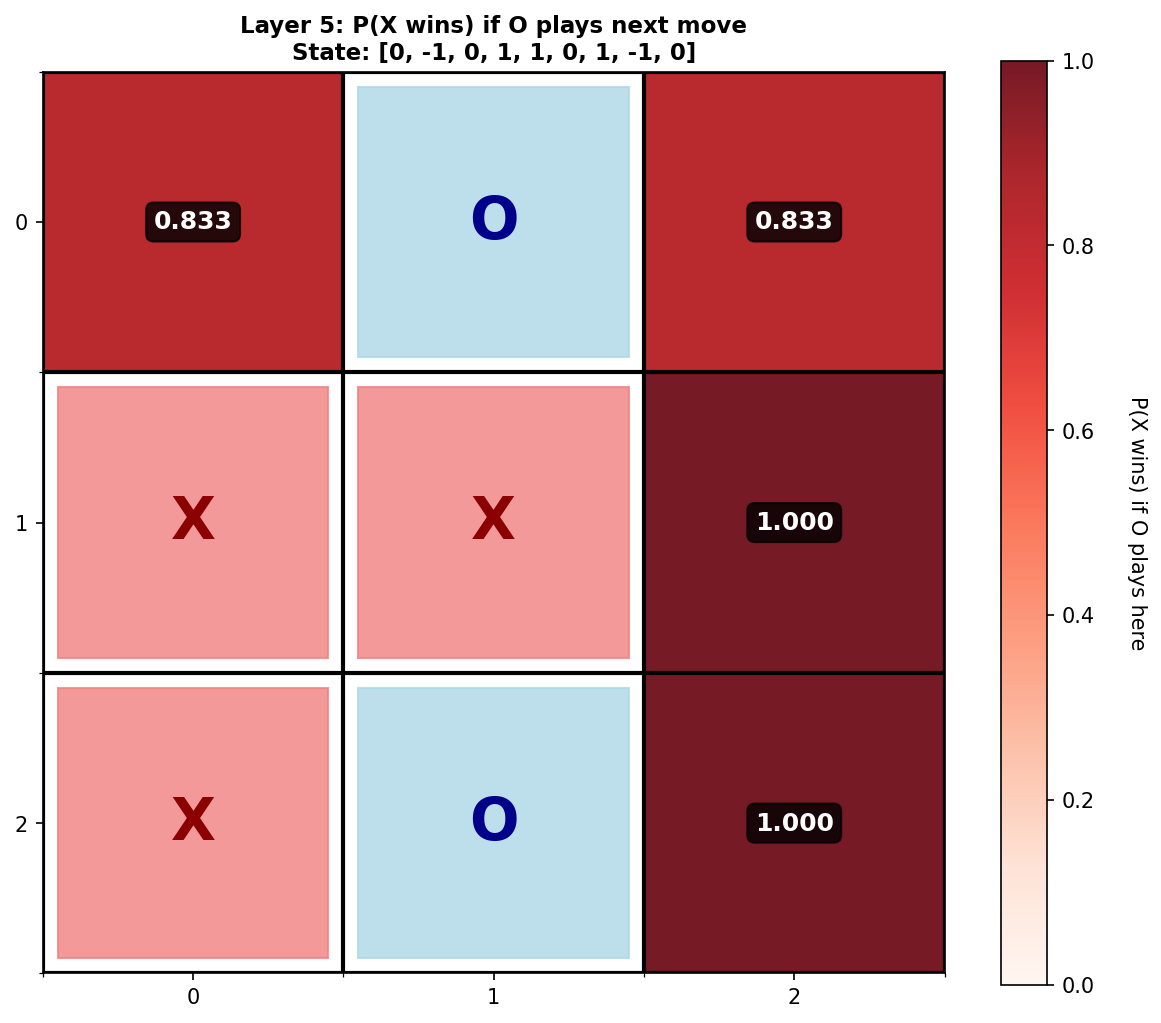 Layer 5: P(X wins) if O plays next move
State: [0, -1, 0, 1, 1, 0, 1, -1, 0]
0
0.833
O
0.833
1
X
X
1.000
2
X
O
1.000
0
1
2
1.0
0.8
0.6
0.4
0.2
0.0
P(X wins) if O plays here